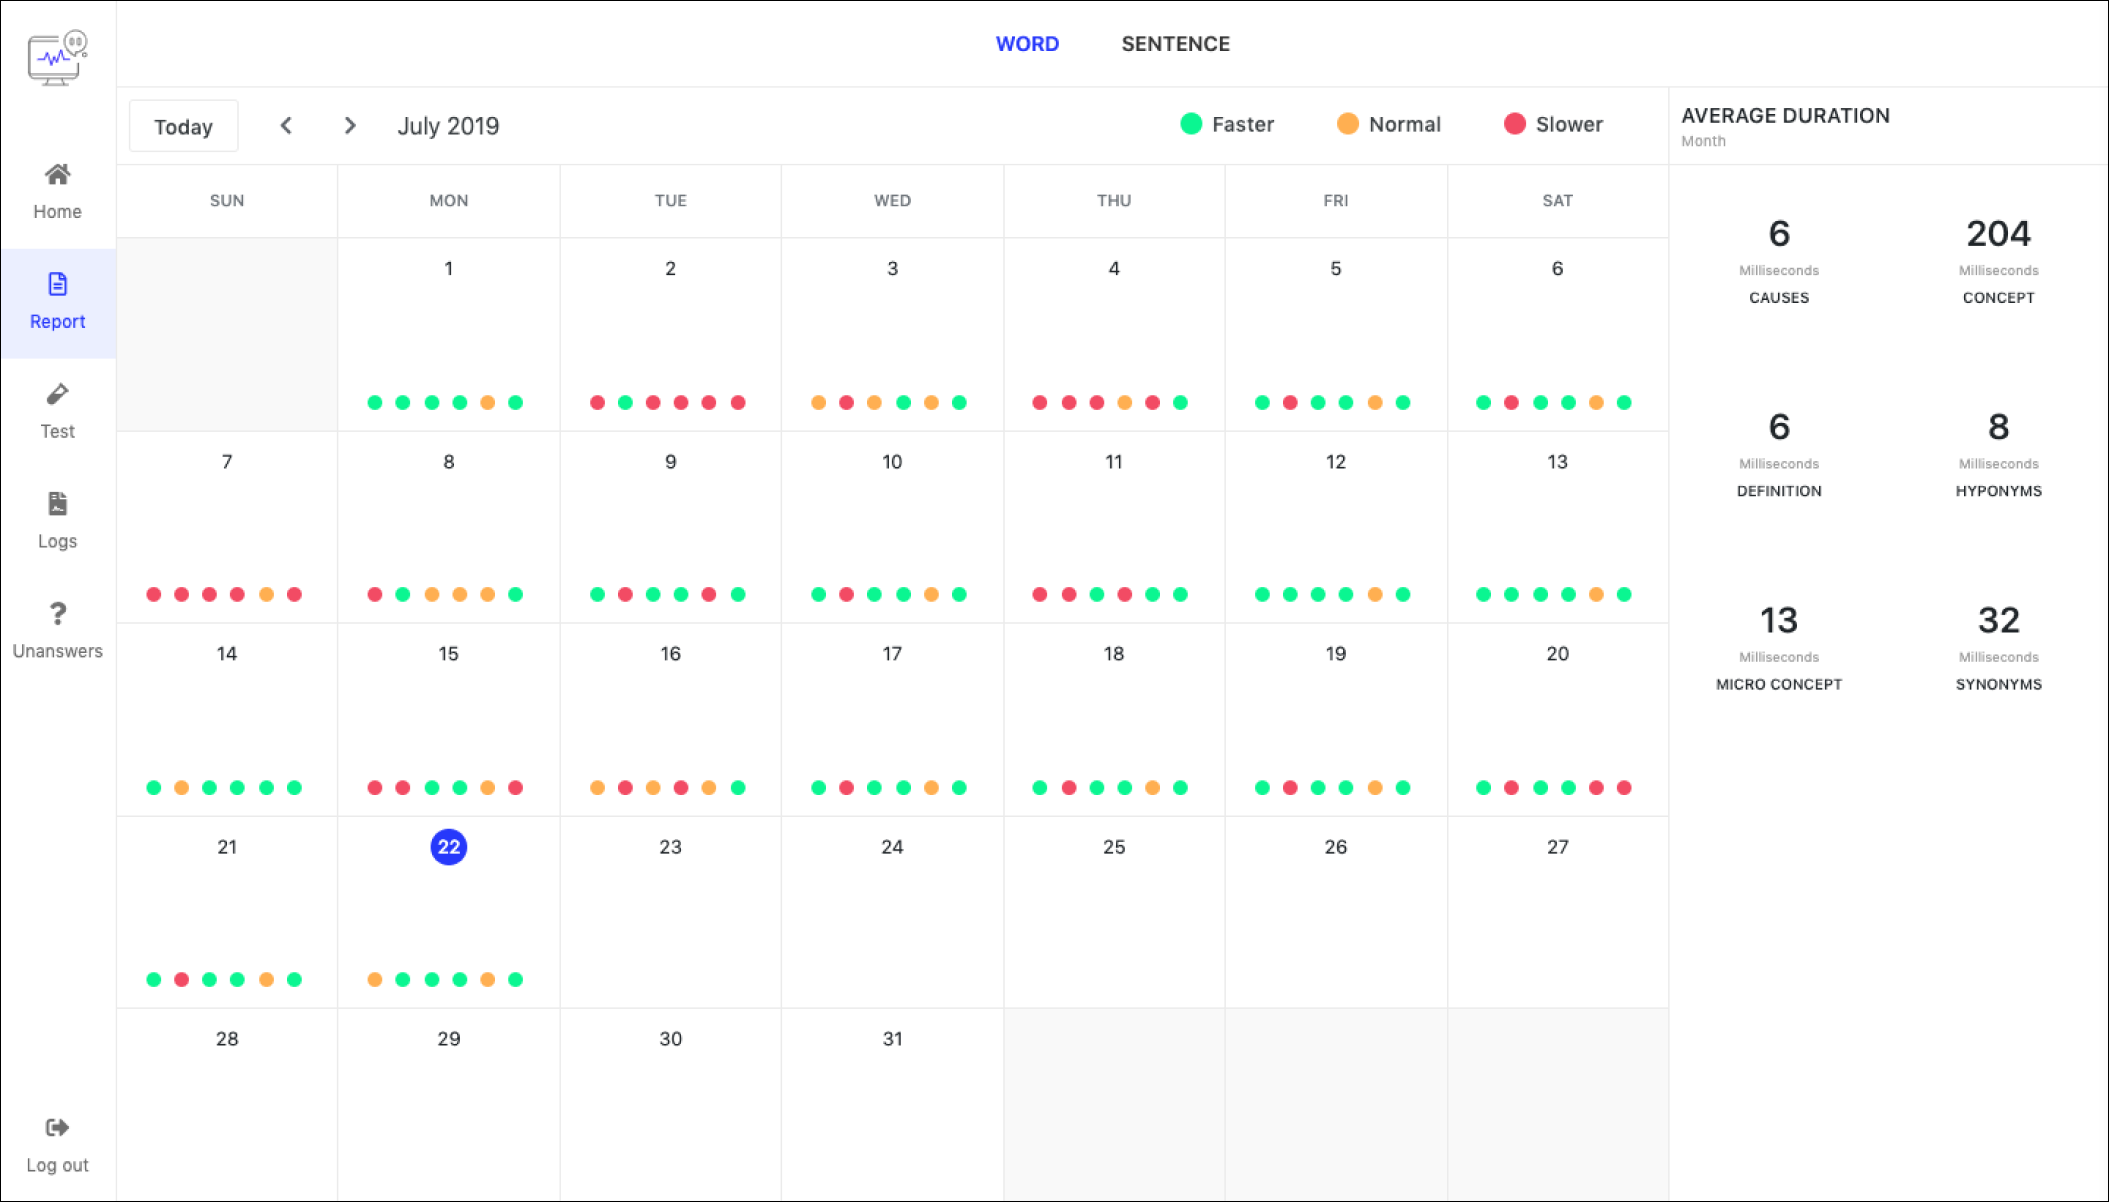 WORD SENTENCE
Today July 2019 Faster Normal Slower
AVERAGE DURATION
Month
Home
Report
Test
Logs
Unanswers
Log out
SUN MON TUE WED THU FRI SAT
1 2 3 4 5 6
7 8 9 10 11 12 13
14 15 16 17 18 19 20
21 22 23 24 25 26 27
28 29 30 31
6 204
Milliseconds Milliseconds
CAUSES CONCEPT
6 8
Milliseconds Milliseconds
DEFINITION HYPONYMS
13 32
Milliseconds Milliseconds
MICRO CONCEPT SYNONYMS